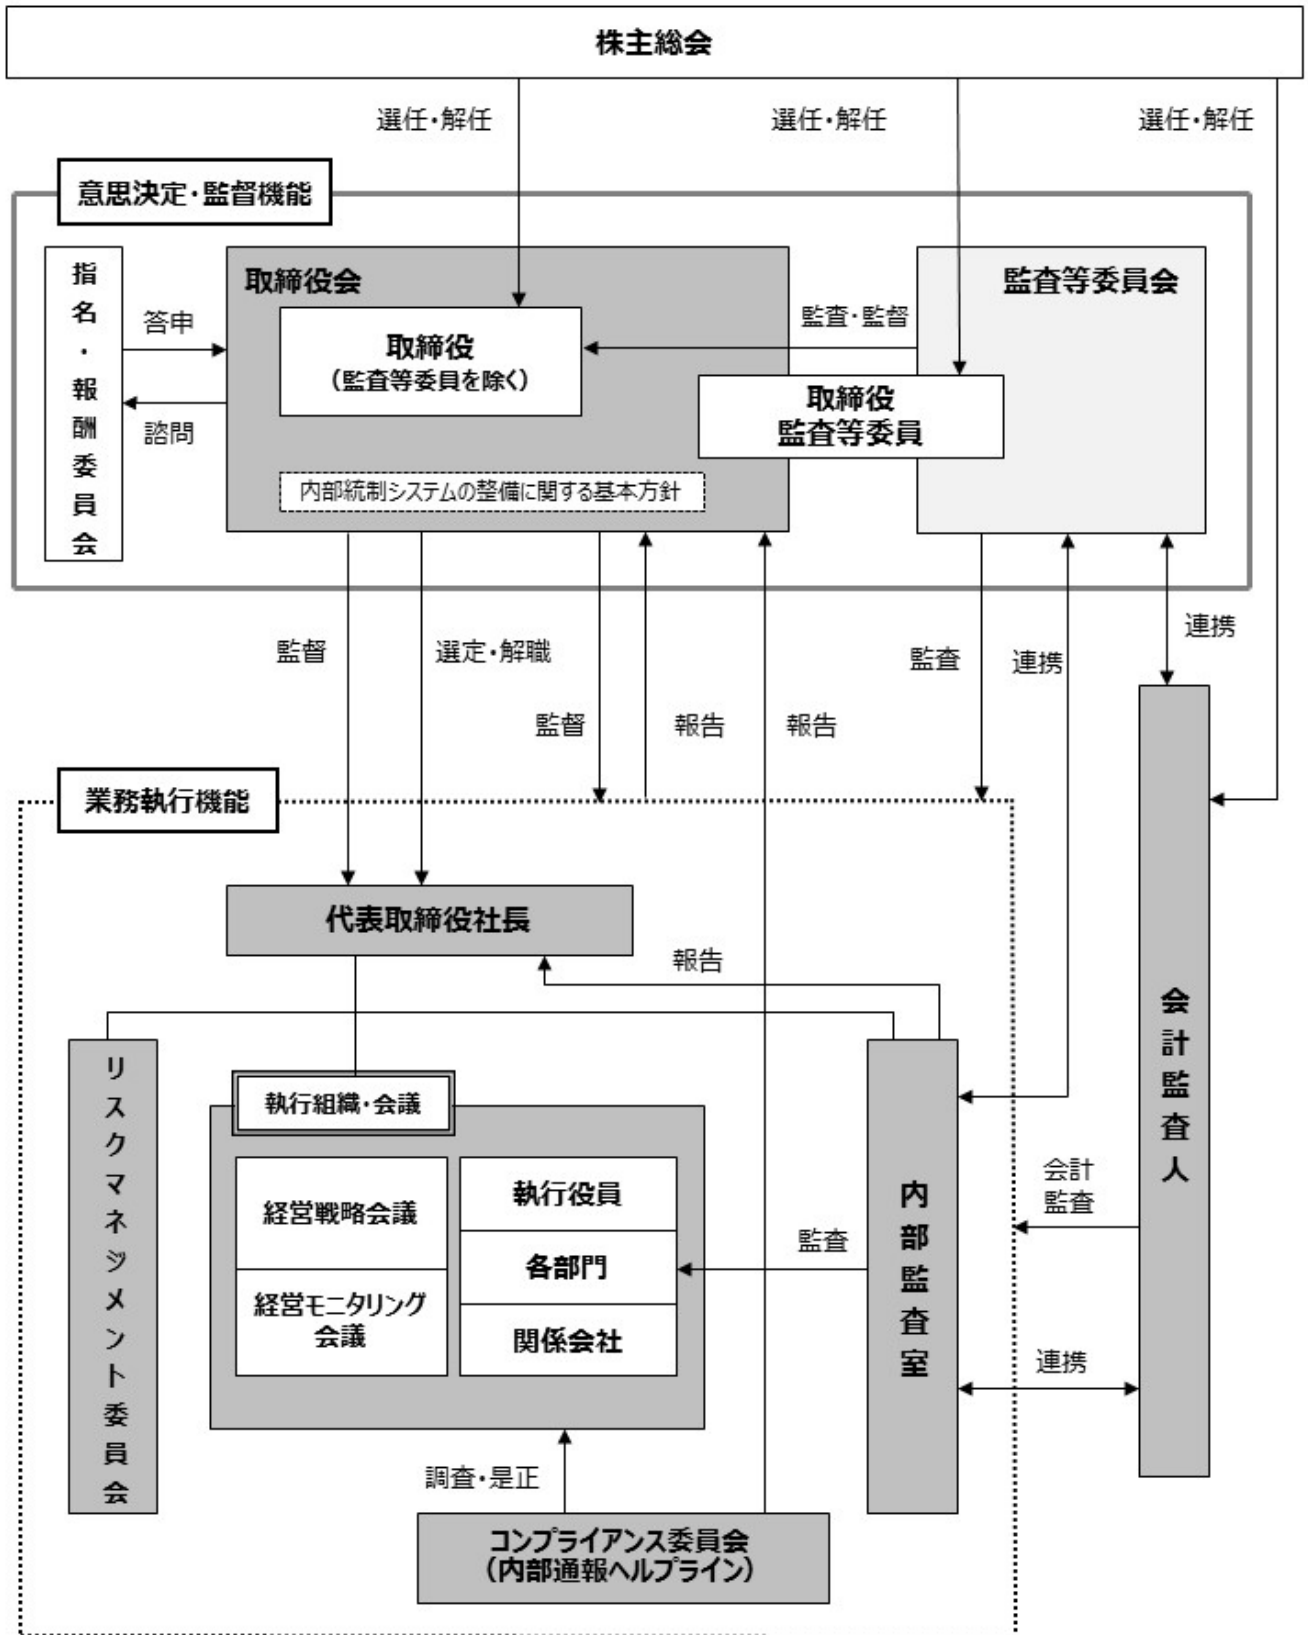 株主総会
選任・解任
選任・解任
選任・解任
意思決定・監督機能
指名・報酬委員会
答申
諮問
取締役会
取締役
（監査等委員を除く）
内部統制システムの整備に関する基本方針
監査・監督
監査等委員会
取締役
監査等委員
監督
選定・解職
監督
報告
報告
監査
連携
連携
業務執行機能
代表取締役社長
報告
リスクマネジメント委員会
執行組織・会議
経営戦略会議
経営モニタリング
会議
執行役員
各部門
関係会社
監査
内部監査室
会計
監査
連携
会計監査人
調査・是正
コンプライアンス委員会
（内部通報ヘルプライン）